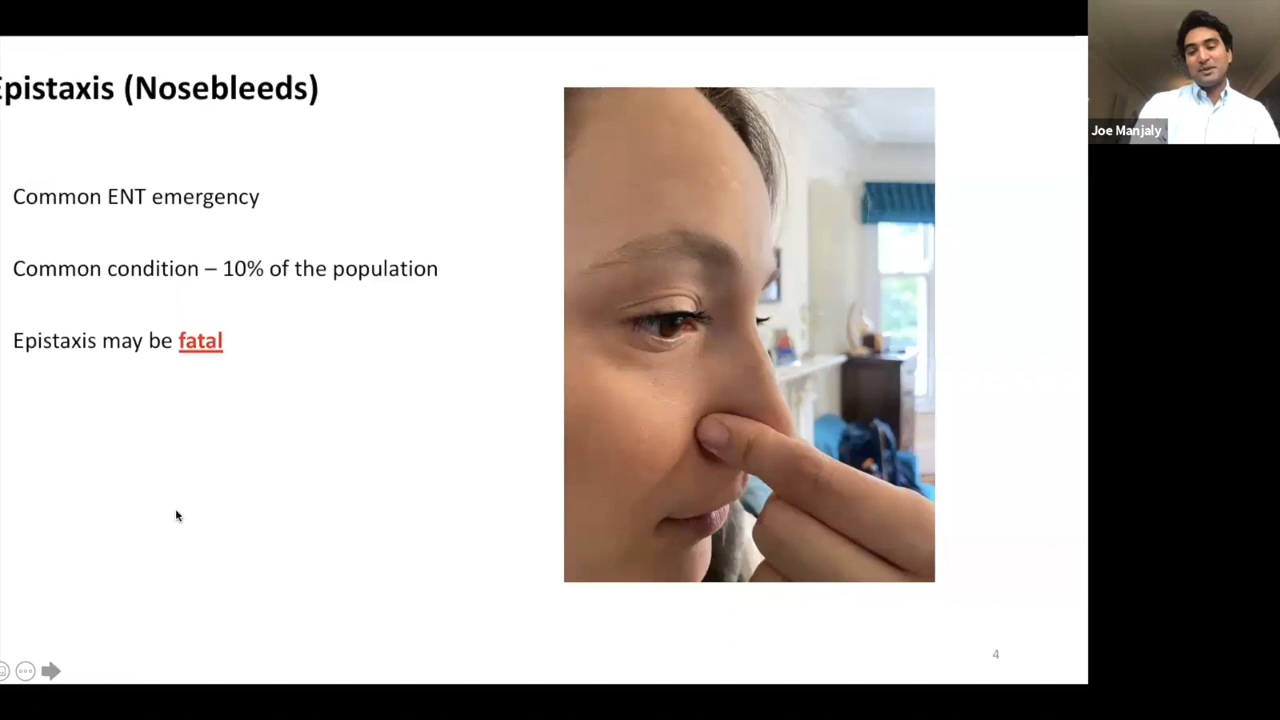 Epistaxis (Nosebleeds)
Common ENT emergency
Common condition – 10% of the population
Epistaxis may be fatal
4
Joe Manjaly